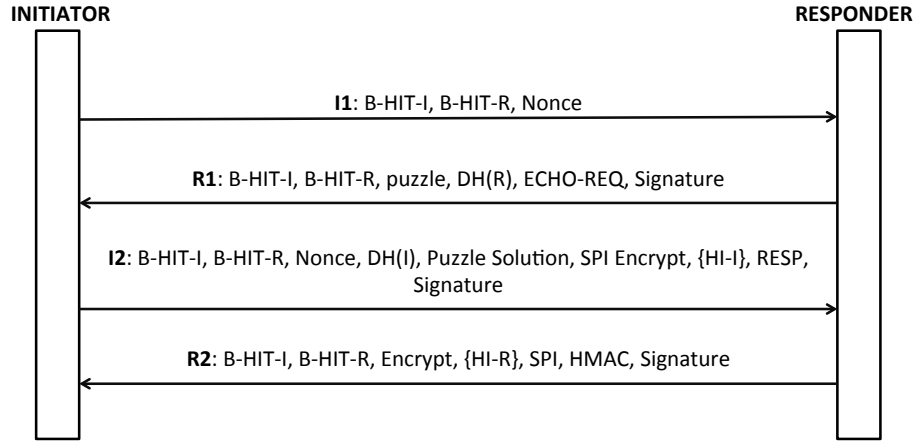 INITIATOR
RESPONDER
I1: B-HIT-I, B-HIT-R, Nonce
R1: B-HIT-I, B-HIT-R, puzzle, DH(R), ECHO-REQ, Signature
I2: B-HIT-I, B-HIT-R, Nonce, DH(I), Puzzle Solution, SPI Encrypt, {HI-I}, RESP,
Signature
R2: B-HIT-I, B-HIT-R, Encrypt, {HI-R}, SPI, HMAC, Signature